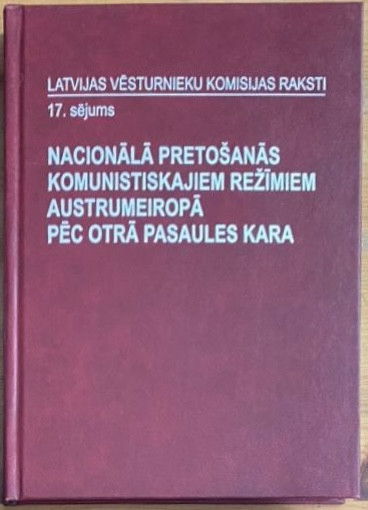 LATVIJAS VĒSTURNIEKU KOMISIJAS RAKSTI
17. sējums
NACIONĀLĀ PRETOŠANĀS
KOMUNISTISKAJIEM REŽĪMIEM
AUSTRUMEIROPĀ
PĒC OTRĀ PASAULES KARA